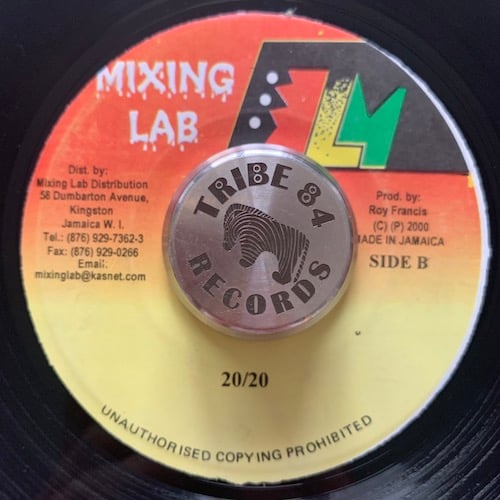 MIXING
LAB
Dist. by:
Mixing Lab Distribution
58 Dumbarton Avenue,
Kingston
Jamaica W. I.
Tel.: (876) 929-7362-3
Fax: (876) 929-0266
Email:
mixinglab@kasnet.com
ML
TRIBE 84
RECORDS
Prod. by:
Roy Francis
(C) (P) 2000
MADE IN JAMAICA
SIDE B
20/20
UNAUTHORISED COPYING PROHIBITED